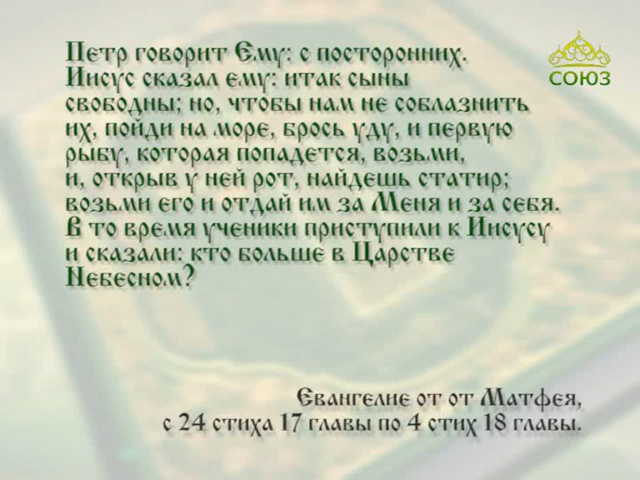 Петр говорит Ему: с посторонних.
Иисус сказал ему: итак сыны
свободны; но, чтобы нам не соблазнить
их, пойди на море, брось уду, и первую
рыбу, которая попадется, возьми,
и, открыв у ней рот, найдешь статир;
возьми его и отдай им за Меня и за себя.
В то время ученики приступили к Иисусу
и сказали: кто больше в Царстве
Небесном?
СОЮЗ
Евангелие от от Матфея,
с 24 стиха 17 главы по 4 стих 18 главы.